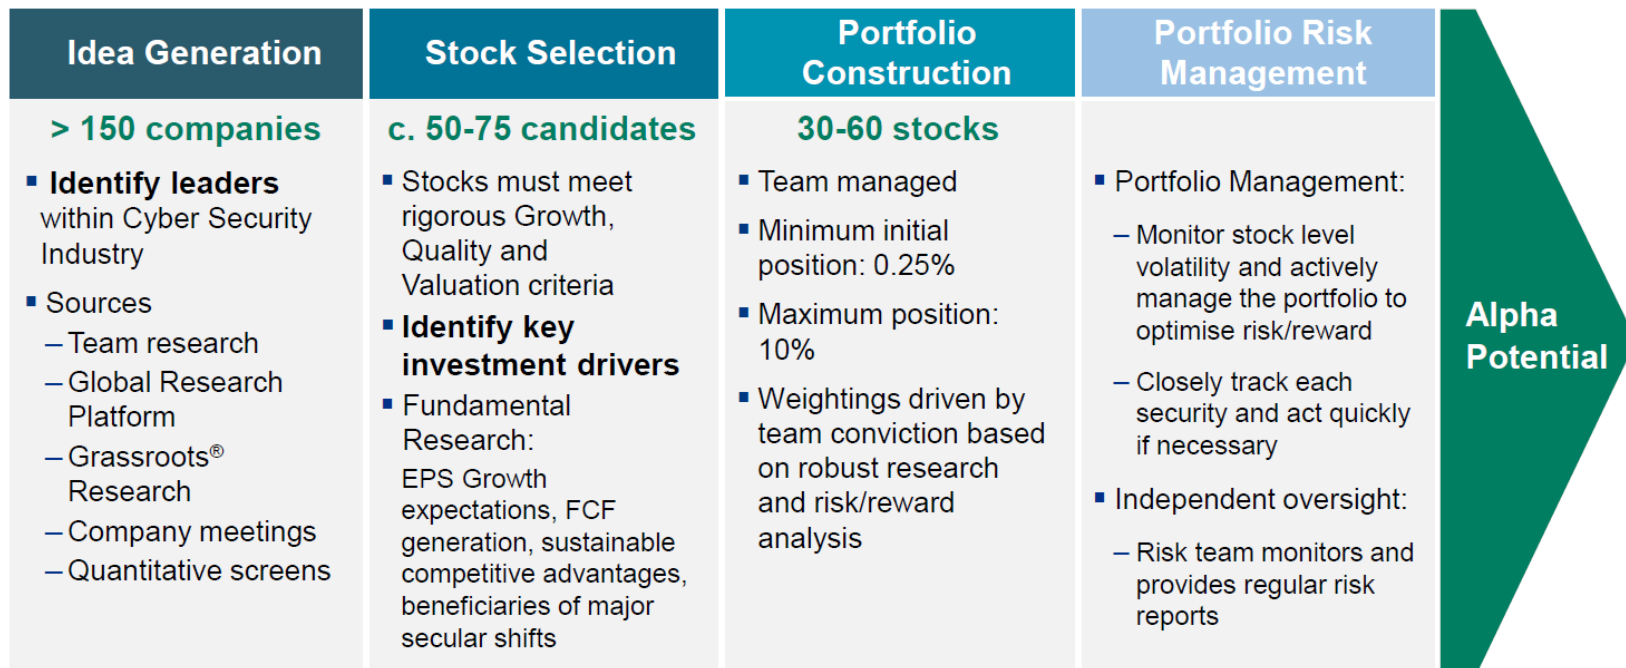 Idea Generation
> 150 companies
▪ Identify leaders
within Cyber Security
Industry
▪ Sources
– Team research
– Global Research
Platform
– Grassroots®
Research
– Company meetings
– Quantitative screens
Stock Selection
c. 50-75 candidates
▪ Stocks must meet
rigorous Growth,
Quality and
Valuation criteria
▪ Identify key
investment drivers
▪ Fundamental
Research:
EPS Growth
expectations, FCF
generation, sustainable
competitive advantages,
beneficiaries of major
secular shifts
Portfolio
Construction
30-60 stocks
▪ Team managed
▪ Minimum initial
position: 0.25%
▪ Maximum position:
10%
▪ Weightings driven by
team conviction based
on robust research
and risk/reward
analysis
Portfolio Risk
Management
▪ Portfolio Management:
– Monitor stock level
volatility and actively
manage the portfolio to
optimise risk/reward
– Closely track each
security and act quickly
if necessary
▪ Independent oversight:
– Risk team monitors and
provides regular risk
reports
Alpha
Potential